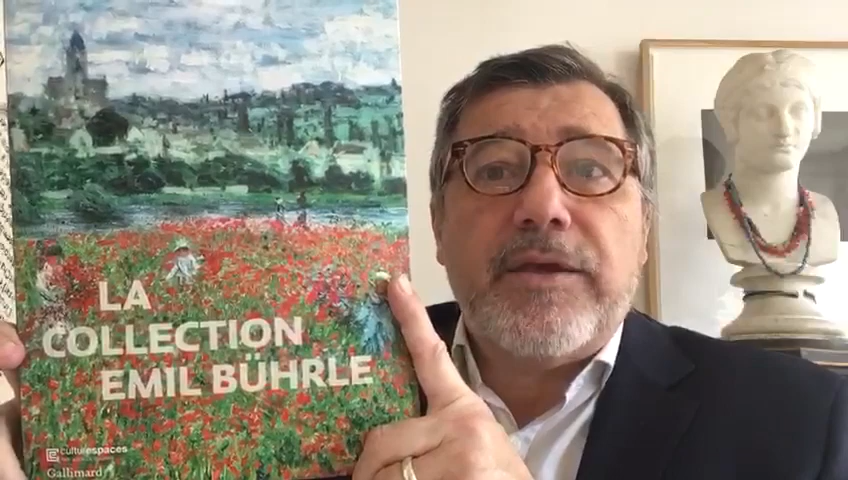 LA
COLLECTION
EMIL BÜHRLE
culturespaces
Gallimard